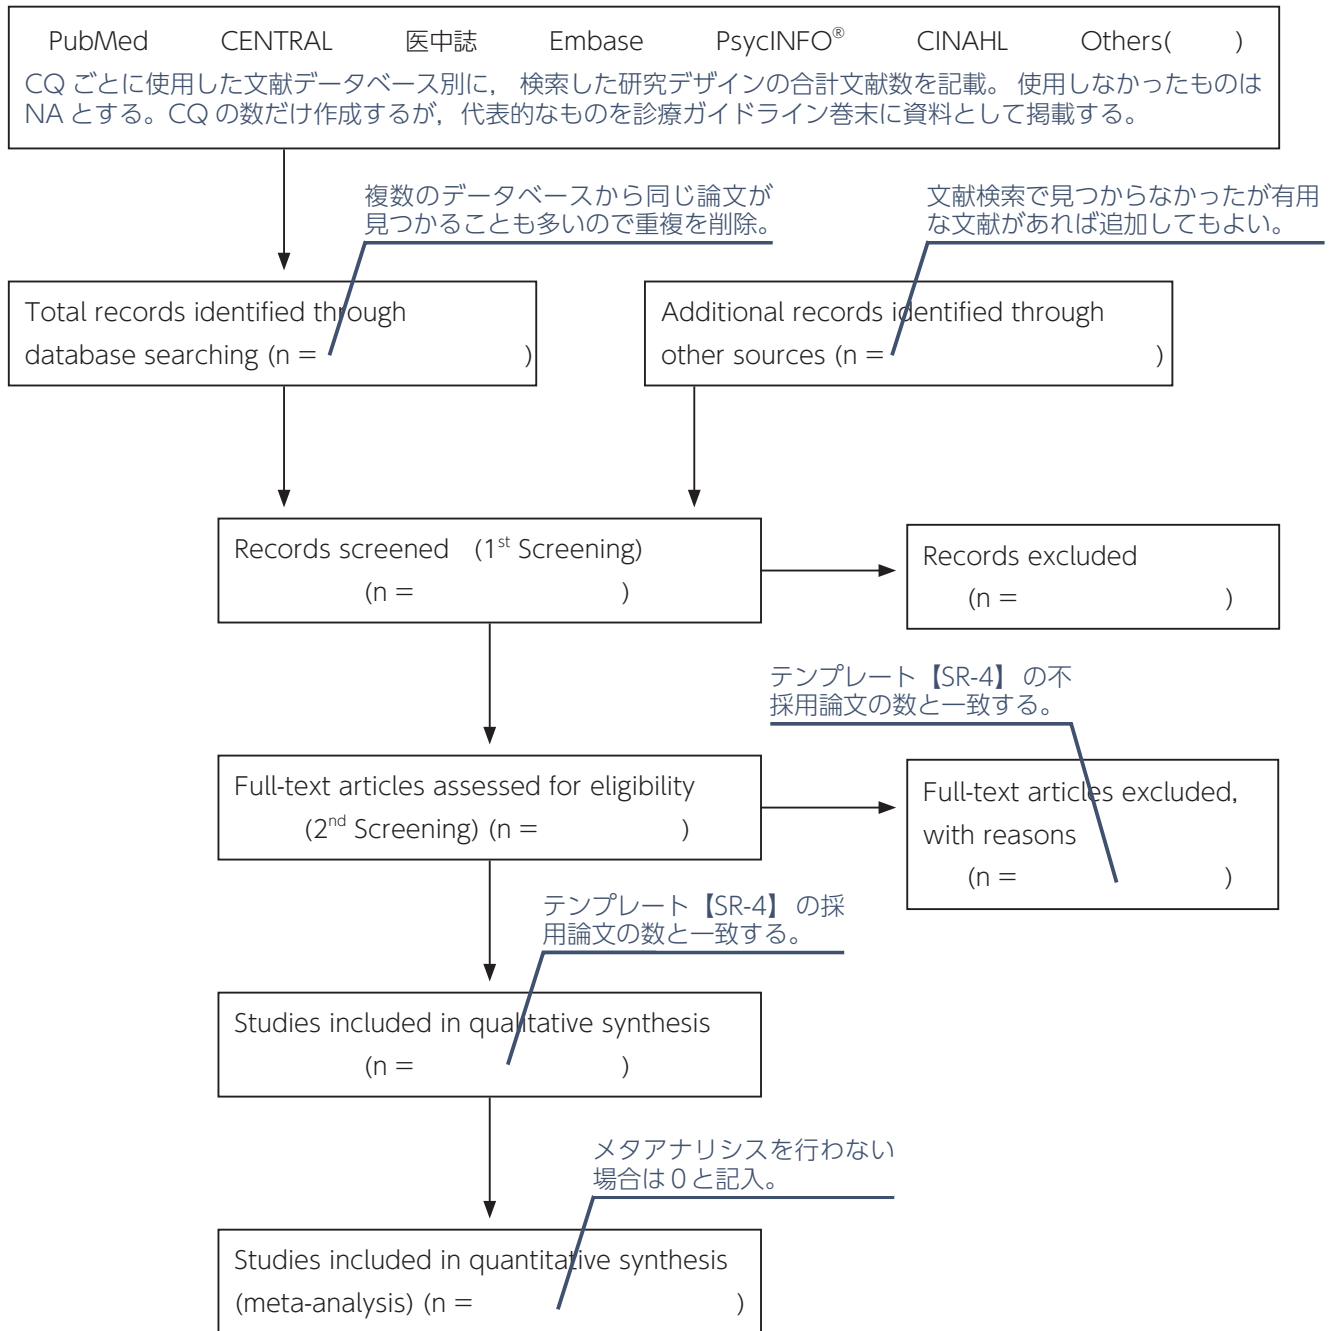 PubMed CENTRAL 医中誌 Embase PsycINFO® CINAHL Others( )
CQ ごとに使用した文献データベース別に，検索した研究デザインの合計文献数を記載。使用しなかったものは
NA とする。CQ の数だけ作成するが，代表的なものを診療ガイドライン巻末に資料として掲載する。
複数のデータベースから同じ論文が
見つかることも多いので重複を削除。
文献検索で見つからなかったが有用
な文献があれば追加してもよい。
Total records identified through
database searching (n = )
Additional records identified through
other sources (n = )
Records screened (1st Screening)
(n = )
Records excluded
(n = )
テンプレート【SR-4】の不
採用論文の数と一致する。
Full-text articles assessed for eligibility
(2nd Screening) (n = )
Full-text articles excluded,
with reasons
(n = )
テンプレート【SR-4】の採
用論文の数と一致する。
Studies included in qualitative synthesis
(n = )
メタアナリシスを行わない
場合は0と記入。
Studies included in quantitative synthesis
(meta-analysis) (n = )